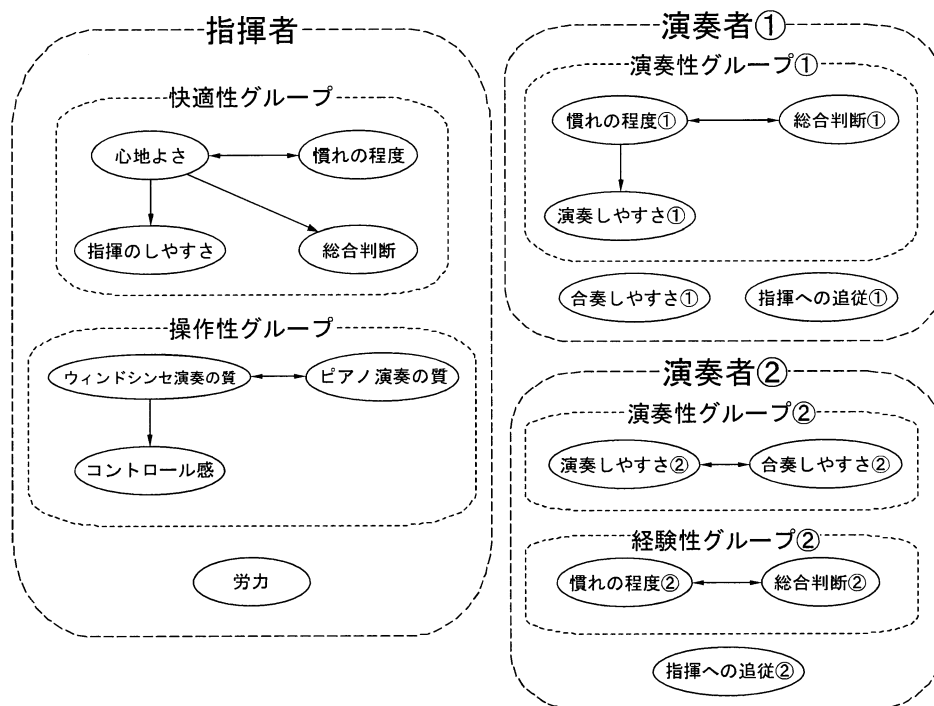 指揮者
快適性グループ
心地よさ
慣れの程度
指揮のしやすさ
総合判断
操作性グループ
ウィンドシンセ演奏の質
ピアノ演奏の質
コントロール感
労力
演奏者①
演奏性グループ①
慣れの程度①
総合判断①
演奏しやすさ①
合奏しやすさ①
指揮への追従①
演奏者②
演奏性グループ②
演奏しやすさ②
合奏しやすさ②
経験性グループ②
慣れの程度②
総合判断②
指揮への追従②